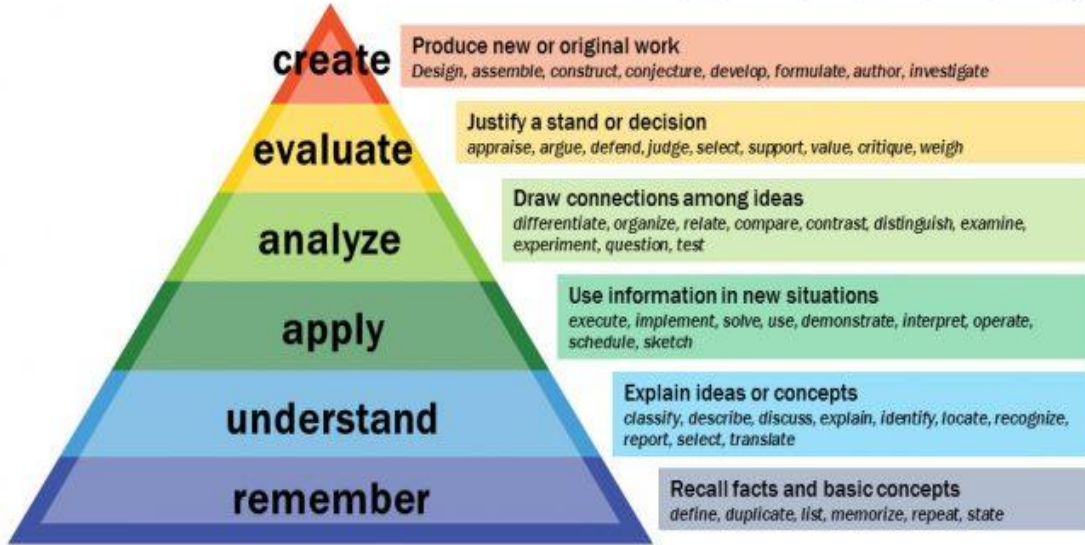 create
Produce new or original work
Design, assemble, construct, conjecture, develop, formulate, author, investigate
evaluate
Justify a stand or decision
appraise, argue, defend, judge, select, support, value, critique, weigh
analyze
Draw connections among ideas
differentiate, organize, relate, compare, contrast, distinguish, examine,
experiment, question, test
apply
Use information in new situations
execute, implement, solve, use, demonstrate, interpret, operate,
schedule, sketch
understand
Explain ideas or concepts
classify, describe, discuss, explain, identify, locate, recognize,
report, select, translate
remember
Recall facts and basic concepts
define, duplicate, list, memorize, repeat, state